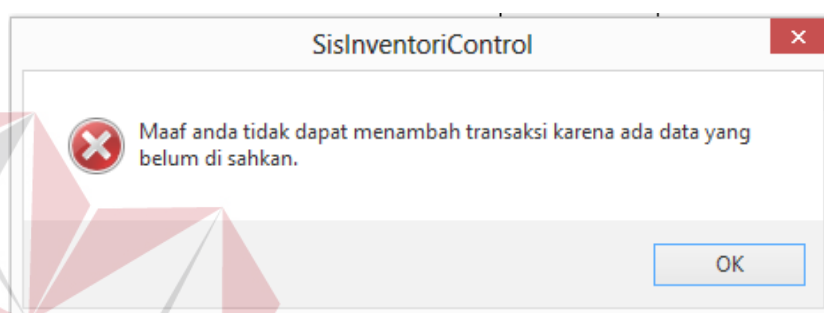 SisInventoriControl
Maaf anda tidak dapat menambah transaksi karena ada data yang
belum di sahkan.
OK